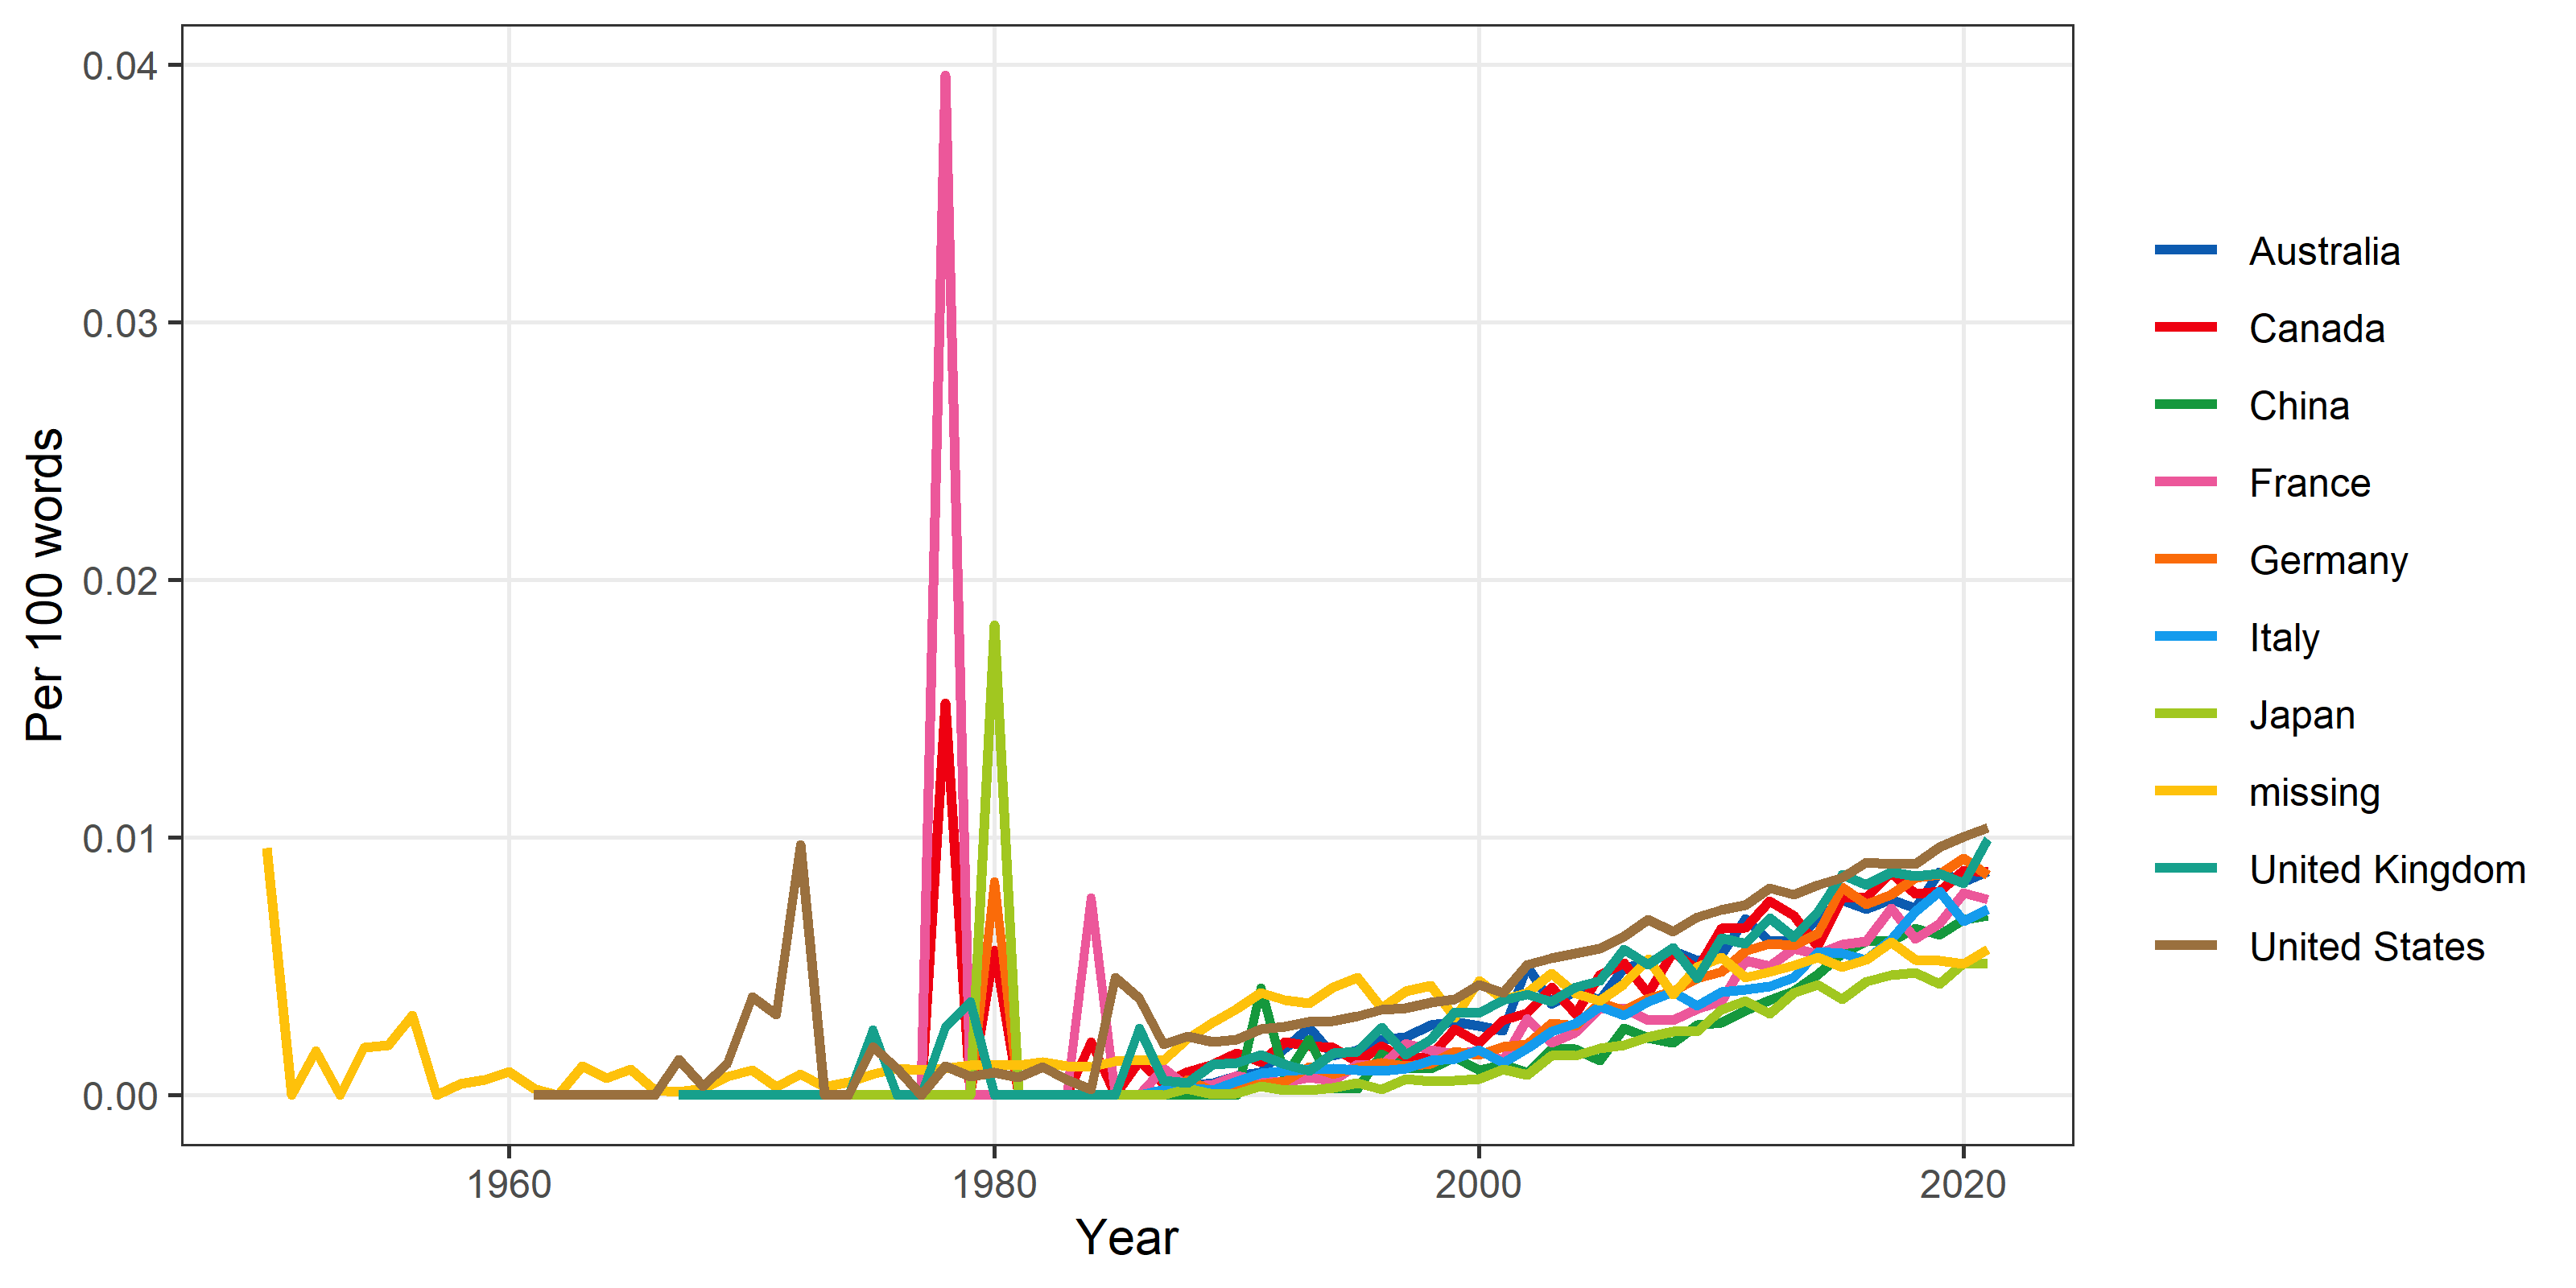 0.04
0.03
0.02
0.01
0.00
Per 100 words
1960
1980
2000
2020
Year
Australia
Canada
China
France
Germany
Italy
Japan
missing
United Kingdom
United States